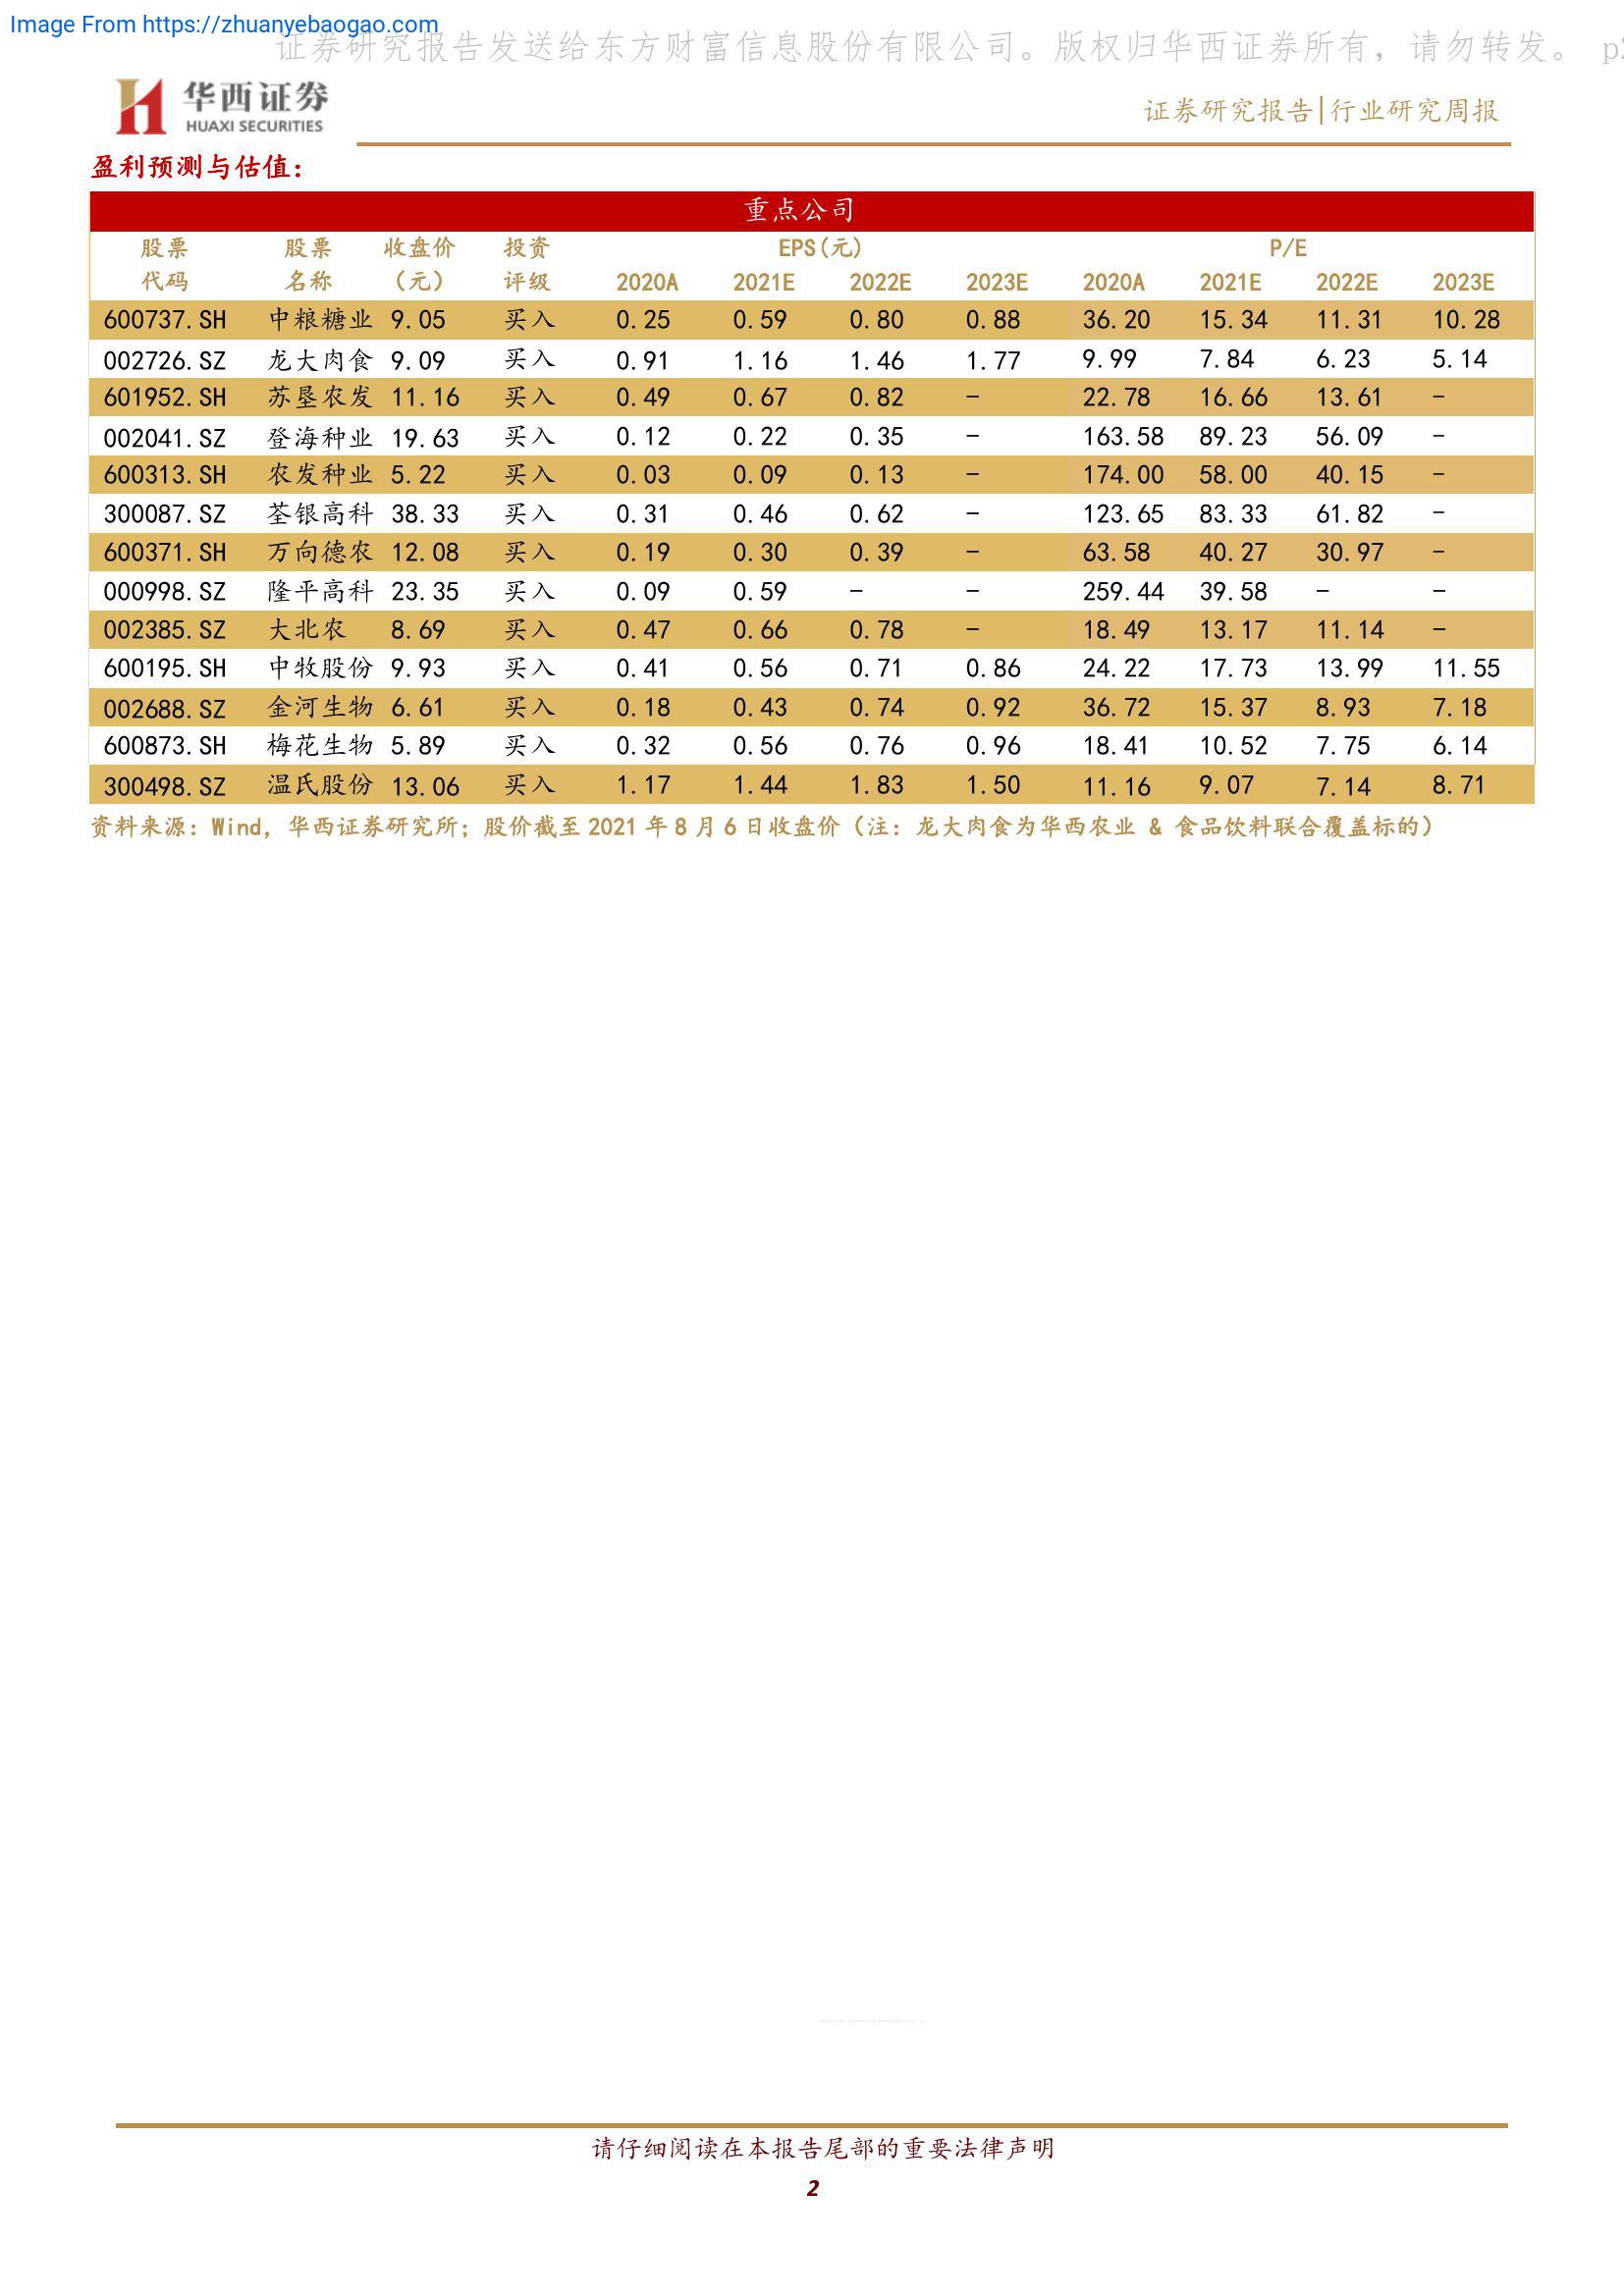 Image From https://zhuanyebaogao.com
证券研究报告发送给东方财富信息股份有限公司。版权归华西证券所有，请勿转发。 p2
华西证券
HUAXI SECURITIES
证券研究报告|行业研究周报
盈利预测与估值：
重点公司
股票 股票 收盘价 投资 EPS(元) P/E
代码 名称 （元） 评级 2020A 2021E 2022E 2023E 2020A 2021E 2022E 2023E
600737.SH 中粮糖业 9.05 买入 0.25 0.59 0.80 0.88 36.20 15.34 11.31 10.28
002726.SZ 龙大肉食 9.09 买入 0.91 1.16 1.46 1.77 9.99 7.84 6.23 5.14
601952.SH 苏垦农发 11.16 买入 0.49 0.67 0.82 - 22.78 16.66 13.61 -
002041.SZ 登海种业 19.63 买入 0.12 0.22 0.35 - 163.58 89.23 56.09 -
600313.SH 农发种业 5.22 买入 0.03 0.09 0.13 - 174.00 58.00 40.15 -
300087.SZ 荃银高科 38.33 买入 0.31 0.46 0.62 - 123.65 83.33 61.82 -
600371.SH 万向德农 12.08 买入 0.19 0.30 0.39 - 63.58 40.27 30.97 -
000998.SZ 隆平高科 23.35 买入 0.09 0.59 - - 259.44 39.58 - -
002385.SZ 大北农 8.69 买入 0.47 0.66 0.78 - 18.49 13.17 11.14 -
600195.SH 中牧股份 9.93 买入 0.41 0.56 0.71 0.86 24.22 17.73 13.99 11.55
002688.SZ 金河生物 6.61 买入 0.18 0.43 0.74 0.92 36.72 15.37 8.93 7.18
600873.SH 梅花生物 5.89 买入 0.32 0.56 0.76 0.96 18.41 10.52 7.75 6.14
300498.SZ 温氏股份 13.06 买入 1.17 1.44 1.83 1.50 11.16 9.07 7.14 8.71
资料来源：Wind，华西证券研究所；股价截至 2021 年 8 月 6 日收盘价（注：龙大肉食为华西农业 & 食品饮料联合覆盖标的）
请仔细阅读在本报告尾部的重要法律声明
2